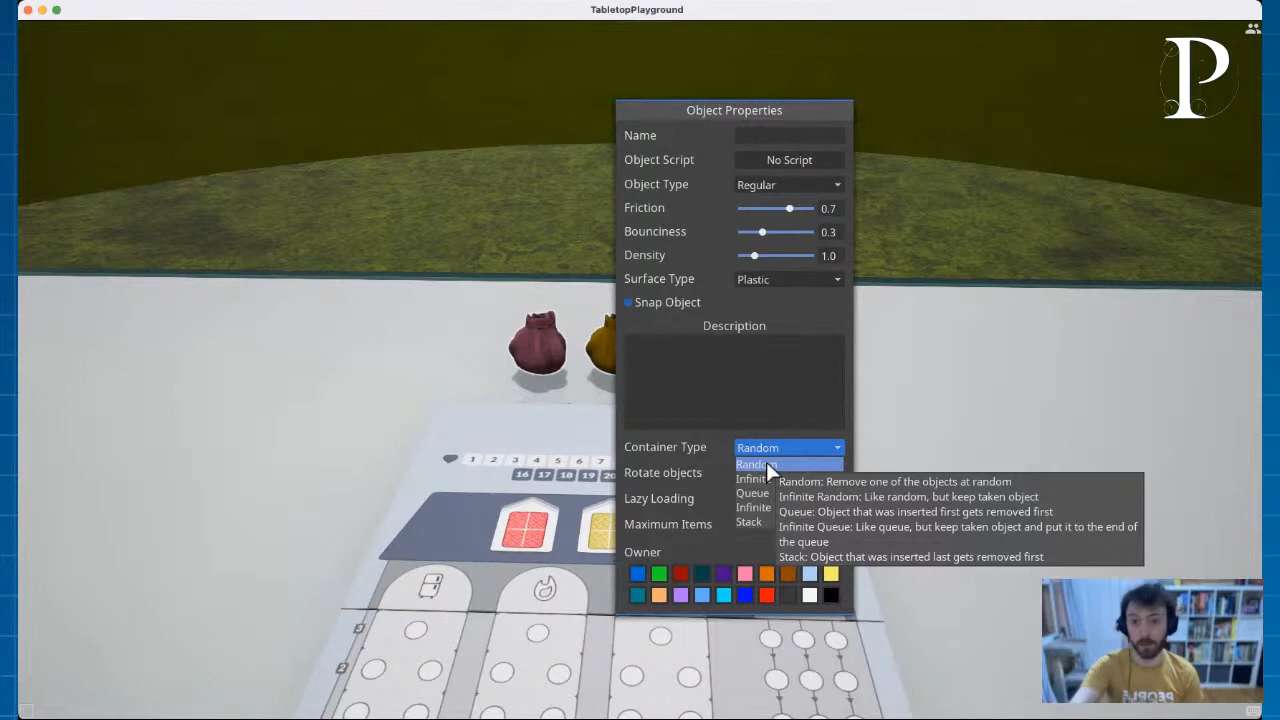 TabletopPlayground
P
Object Properties
Name
Object Script No Script
Object Type Regular
Friction 0.7
Bounciness 0.3
Density 1.0
Surface Type Plastic
Snap Object
Description
Container Type Random
Random
Rotate objects
Queue
Lazy Loading
Infinite
Maximum Items
Stack
Owner
Random: Remove one of the objects at random
Infinite Random: Like random, but keep taken object
Queue: Object that was inserted first gets removed first
Infinite Queue: Like queue, but keep taken object and put it to the end of
the queue
Stack: Object that was inserted last gets removed first
1 2 3 4 5 6 7
16 17 18 19
3
2
PEOPLE